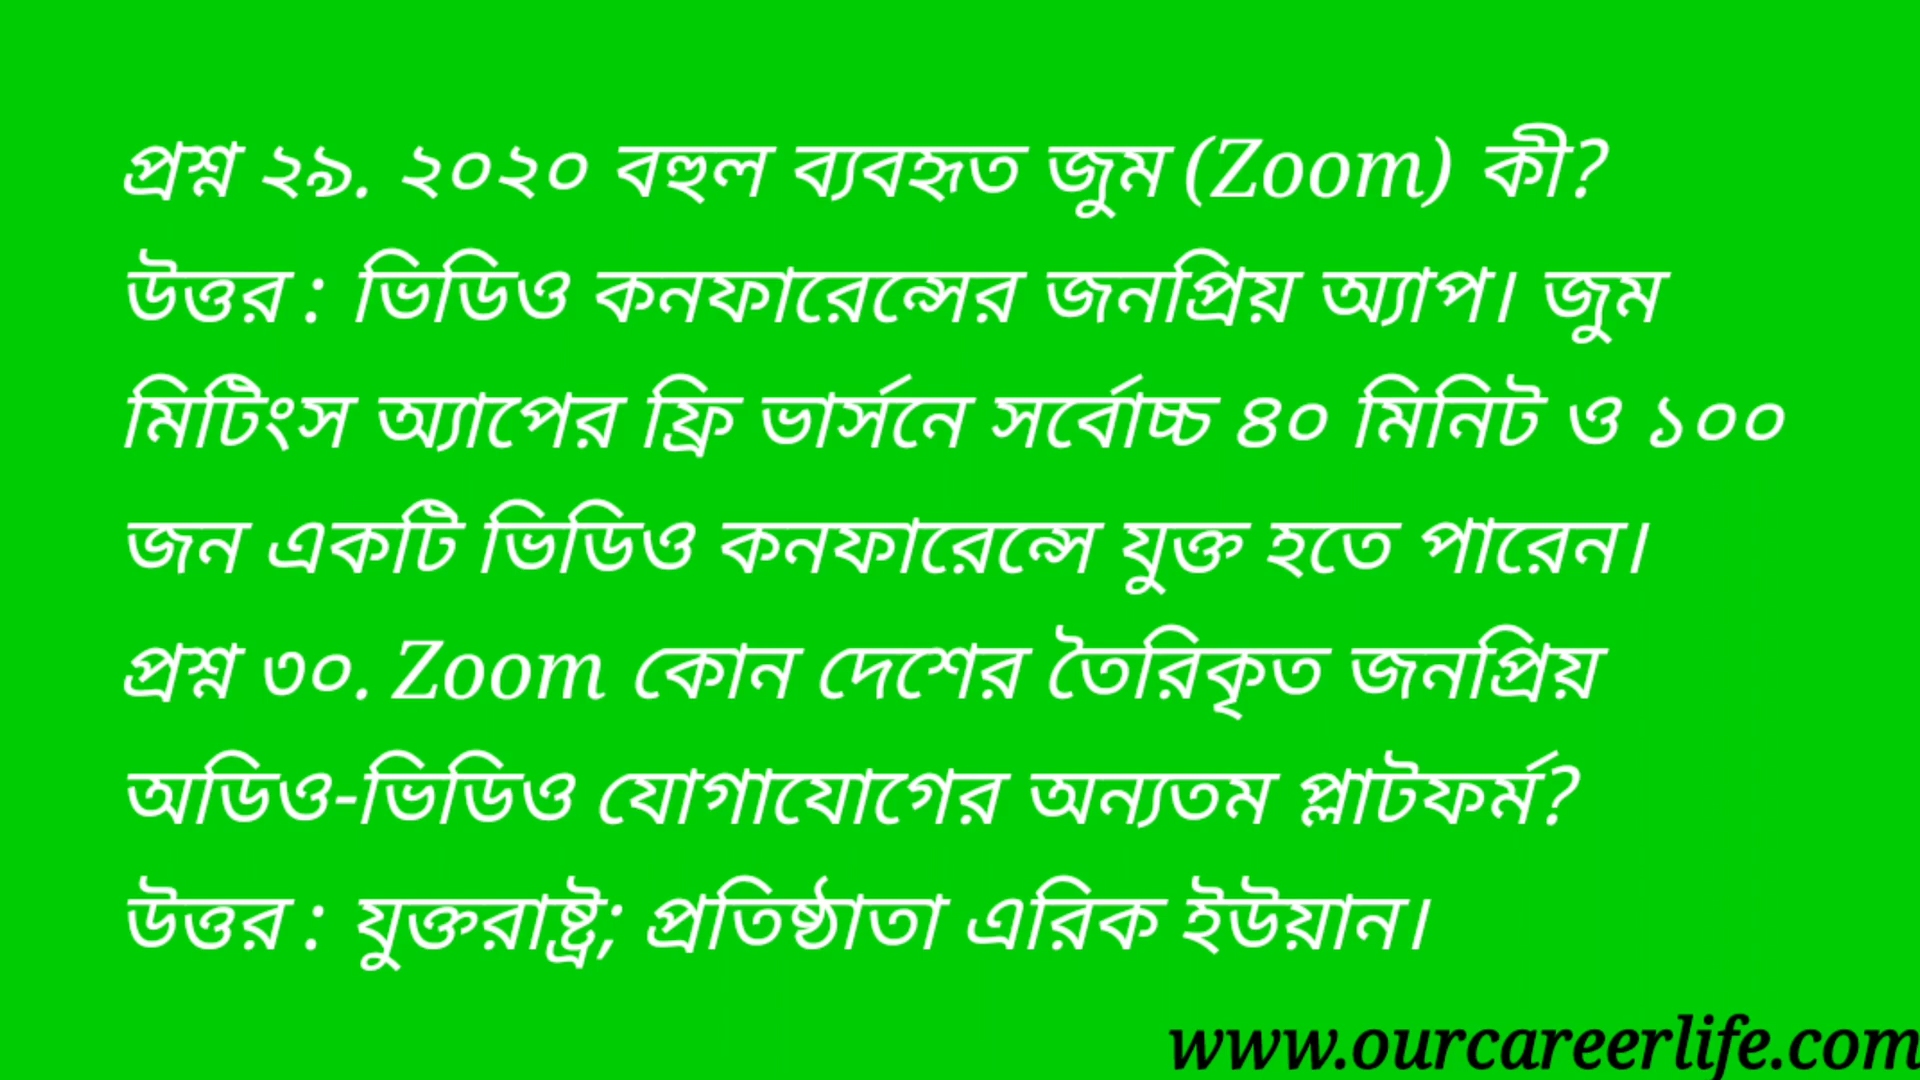 প্রশ্ন ২৯. ২০২০ বহুল ব্যবহৃত জুম (Zoom) কী?
উত্তর : ভিডিও কনফারেন্সের জনপ্রিয় অ্যাপ। জুম
মিটিংস অ্যাপের ফ্রি ভার্সনে সর্বোচ্চ ৪০ মিনিট ও ১০০
জন একটি ভিডিও কনফারেন্সে যুক্ত হতে পারেন।
প্রশ্ন ৩০. Zoom কোন দেশের তৈরিকৃত জনপ্রিয়
অডিও-ভিডিও যোগাযোগের অন্যতম প্লাটফর্ম?
উত্তর : যুক্তরাষ্ট্র; প্রতিষ্ঠাতা এরিক ইউয়ান।
www.ourcareerlife.com